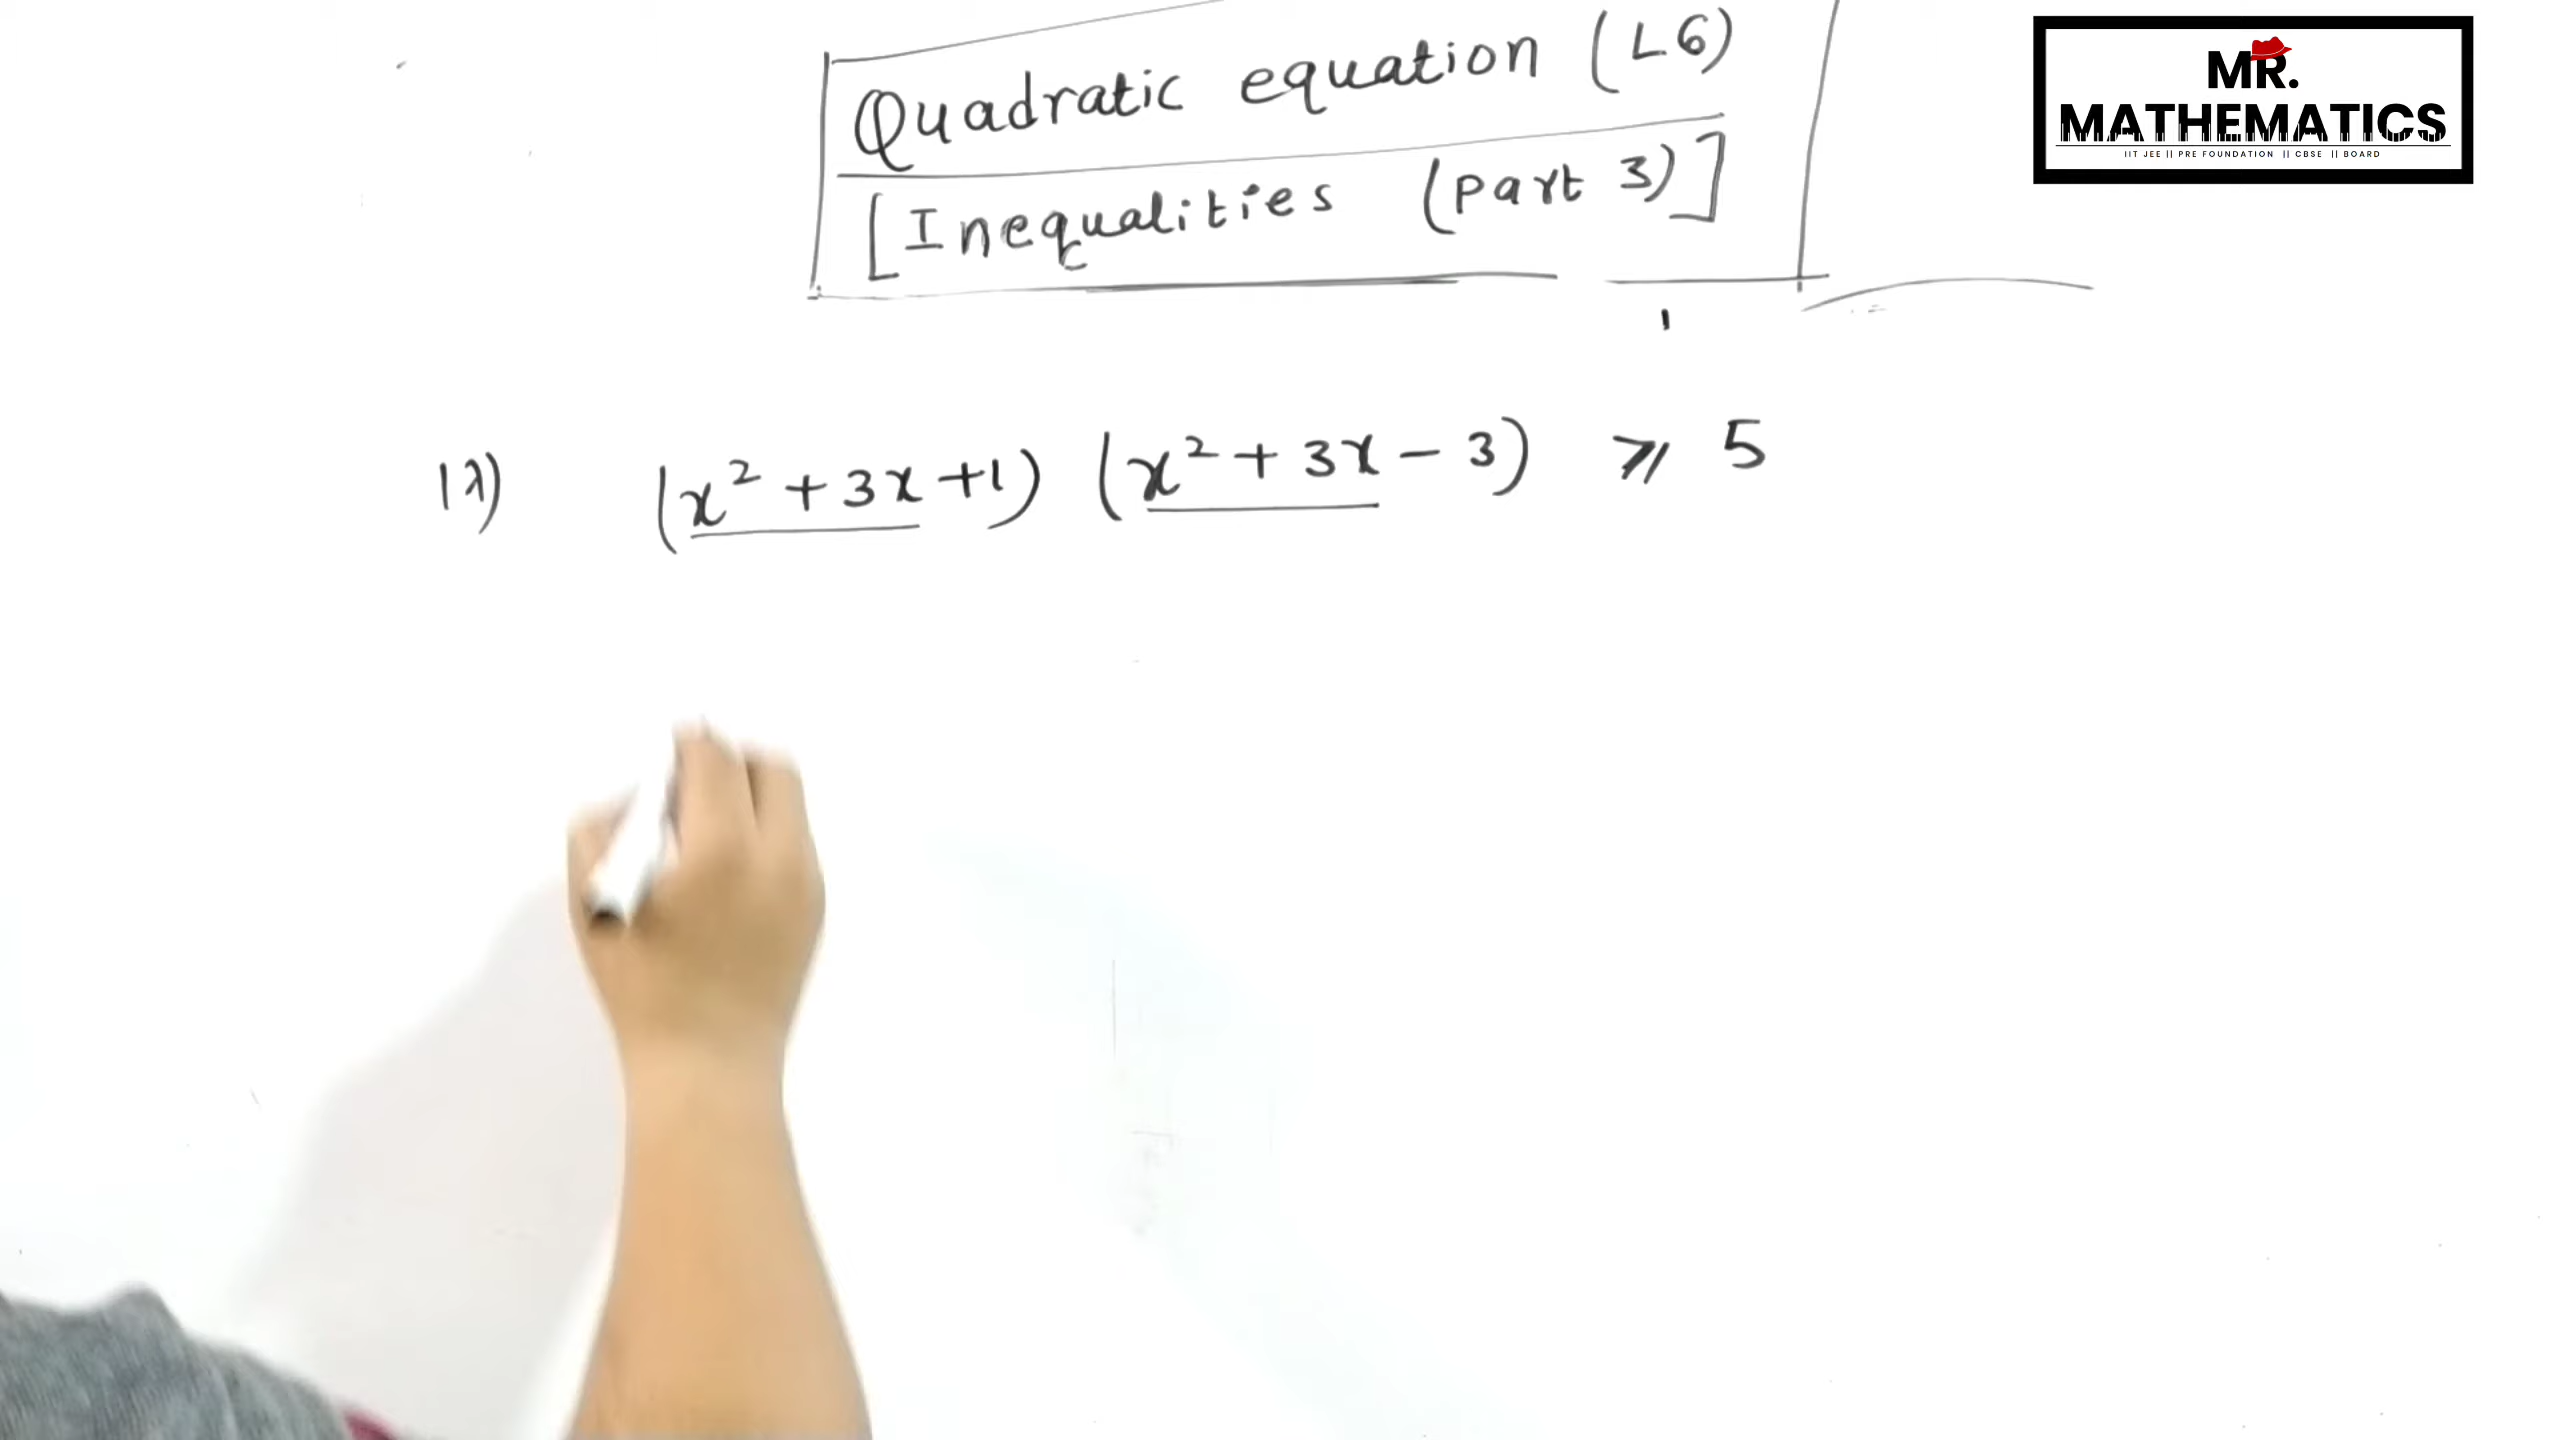 Quadratic equation (L6)
[Inequalities (part 3)]
MR.
MATHEMATICS
IIT JEE || PRE FOUNDATION || CBSE || BOARD
(x² + 3x + 1) (x² + 3x - 3) ⩾ 5